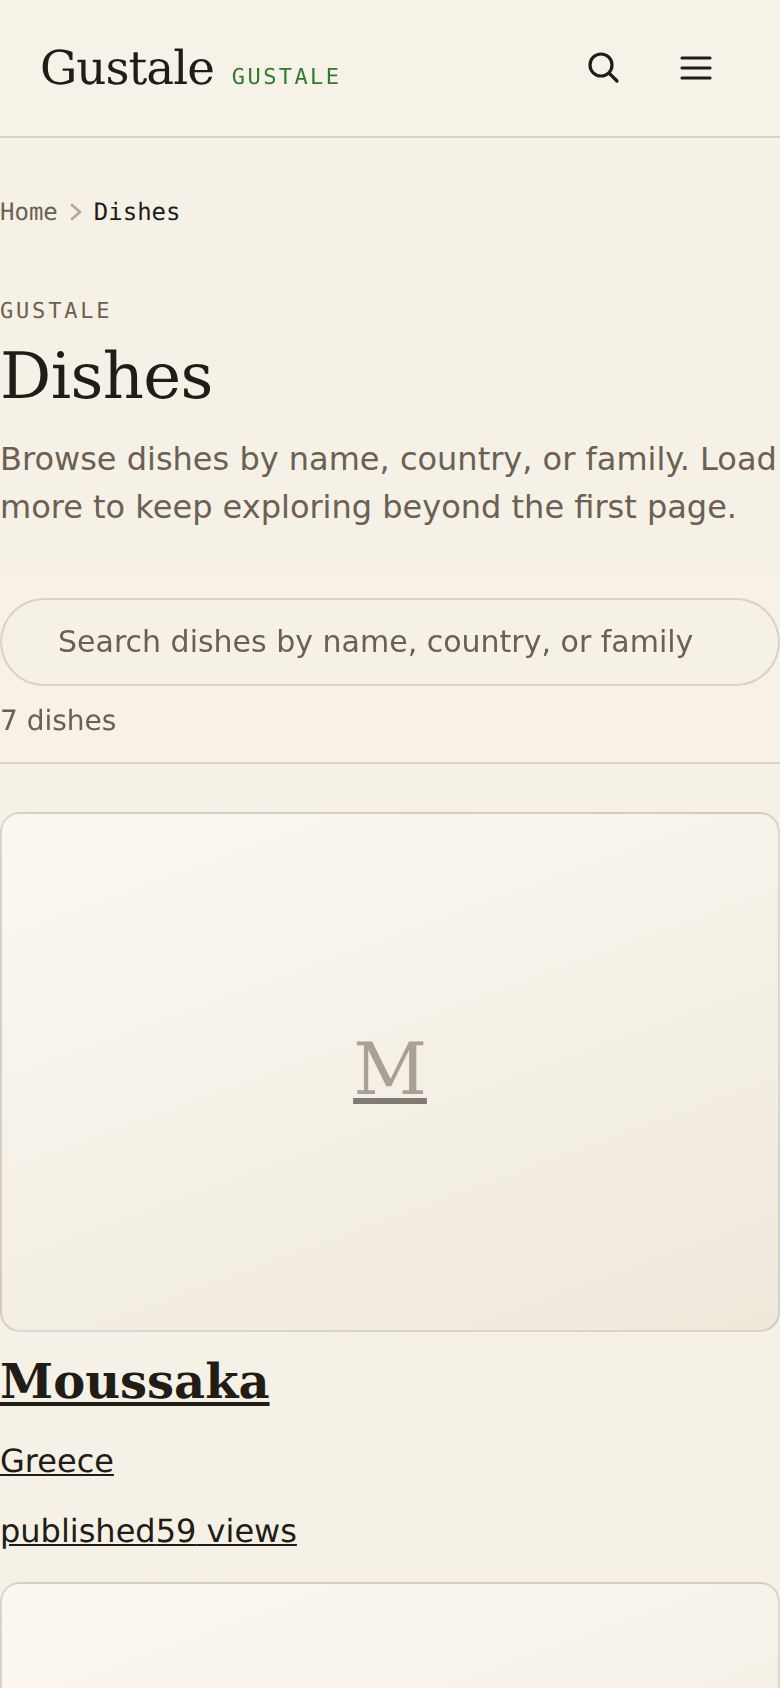 Gustale GUSTALE
Home > Dishes
GUSTALE
Dishes
Browse dishes by name, country, or family. Load
more to keep exploring beyond the first page.
Search dishes by name, country, or family
7 dishes
M
Moussaka
Greece
published59 views